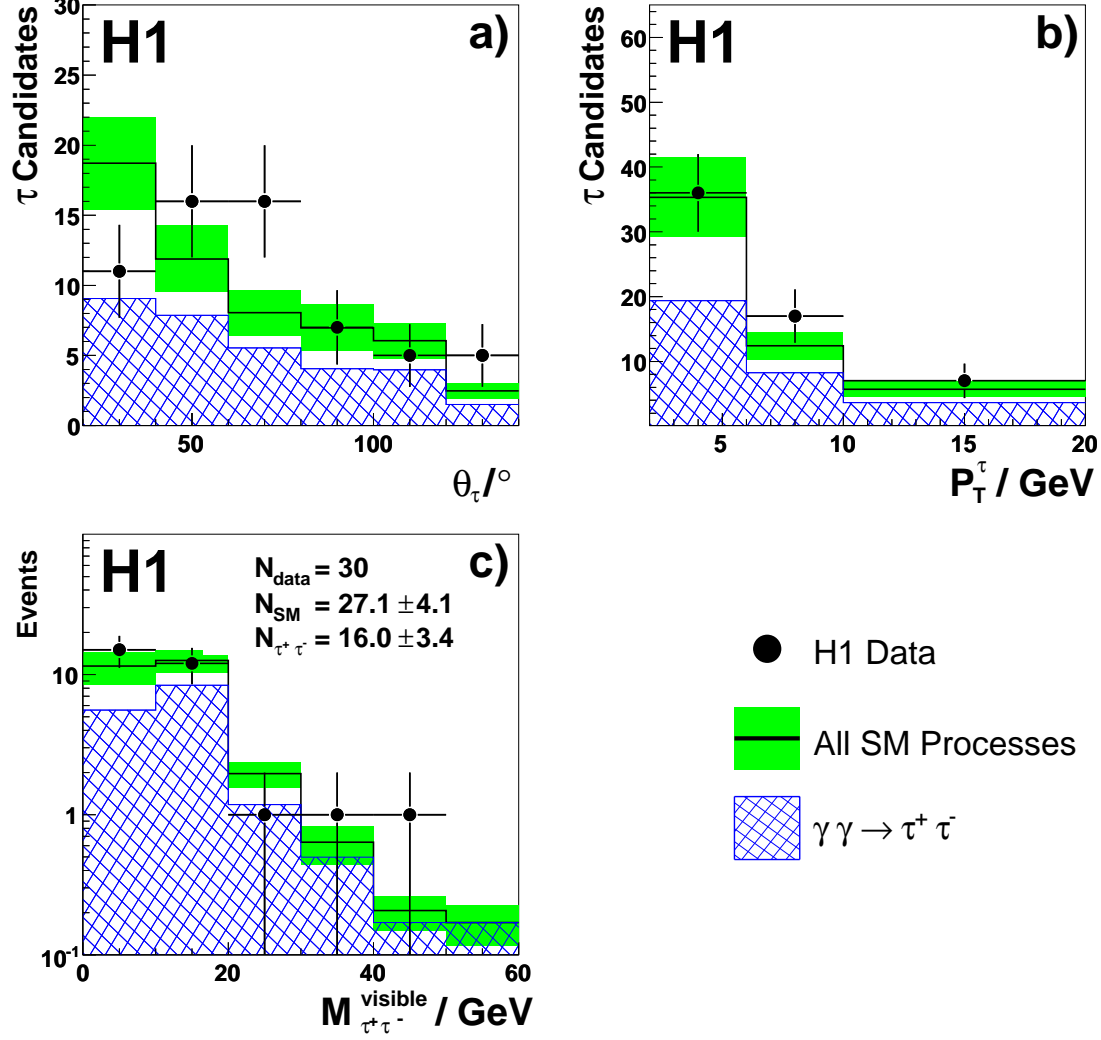 H1
a)
τ Candidates
30
25
20
15
10
5
0
50
100
θτ/°
H1
b)
τ Candidates
60
50
40
30
20
10
5
10
15
20
P_T^τ / GeV
H1
c)
Events
N_data = 30
N_SM = 27.1 ±4.1
N_τ+ τ- = 16.0 ±3.4
10
1
10^-1
0
20
40
60
M^visible_τ+τ- / GeV
H1 Data
All SM Processes
γ γ → τ+ τ-